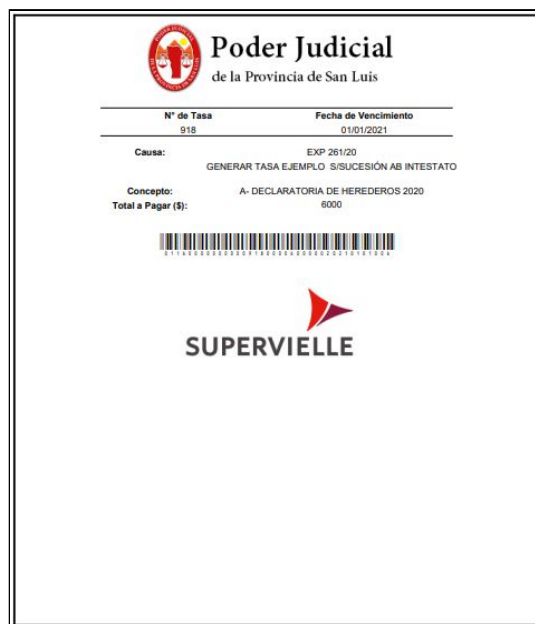 Poder Judicial
de la Provincia de San Luis
N° de Tasa Fecha de Vencimiento
918 01/01/2021
Causa: EXP 261/20
GENERAR TASA EJEMPLO S/SUCESIÓN AB INTESTATO
Concepto: A- DECLARATORIA DE HEREDEROS 2020
Total a Pagar ($): 6000
SUPERVIELLE